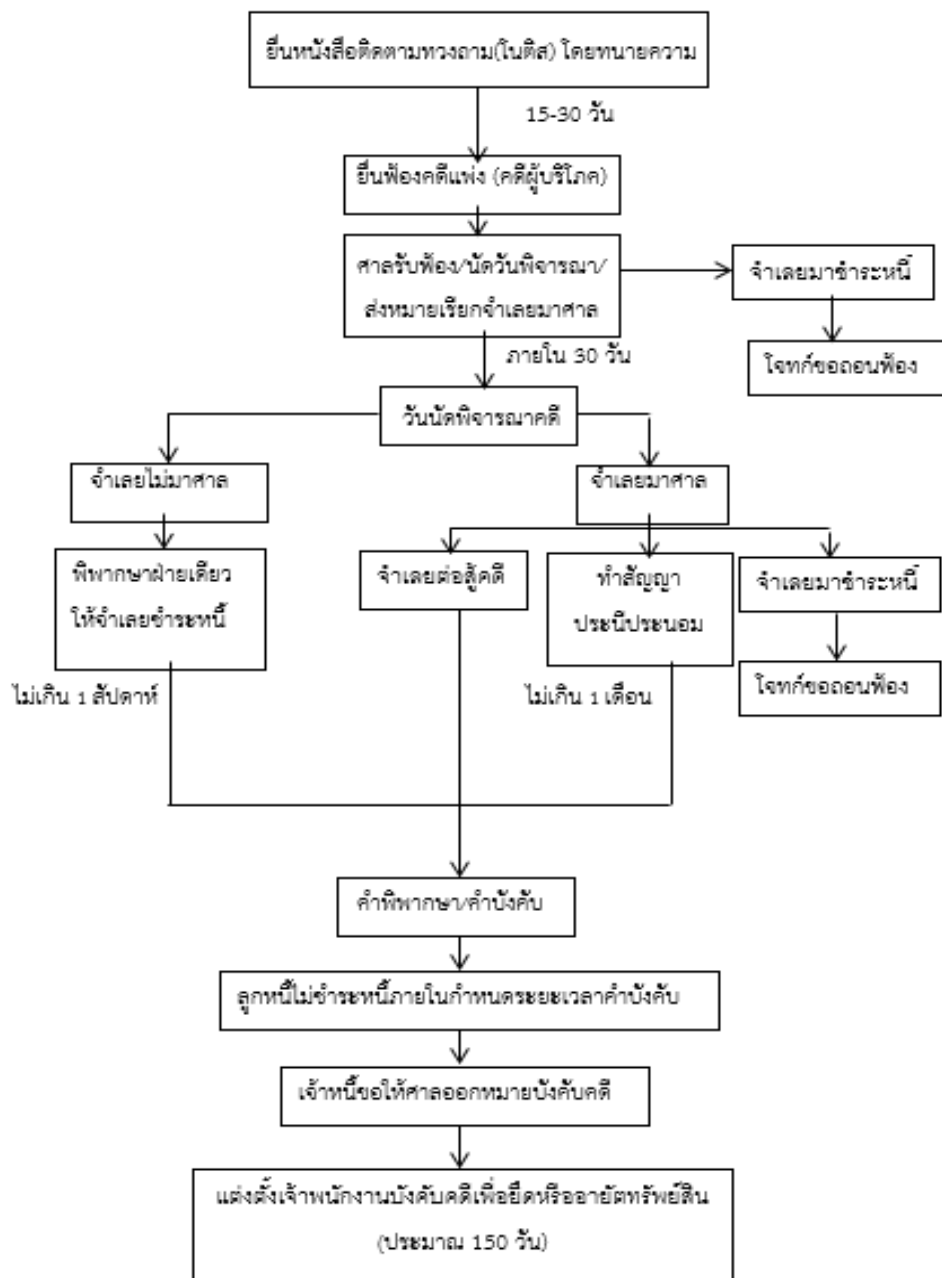 ยื่นหนังสือติดตามทวงถาม(โนติส) โดยทนายความ
15-30 วัน
ยื่นฟ้องคดีแพ่ง (คดีผู้บริโภค)
ศาลรับฟ้อง/นัดวันพิจารณา/
ส่งหมายเรียกจำเลยมาศาล
จำเลยมาชำระหนี้
ภายใน 30 วัน
โจทก์ขอถอนฟ้อง
วันนัดพิจารณาคดี
จำเลยไม่มาศาล
จำเลยมาศาล
พิพากษาฝ่ายเดียว
ให้จำเลยชำระหนี้
จำเลยต่อสู้คดี
ทำสัญญา
ประนีประนอม
จำเลยมาชำระหนี้
โจทก์ขอถอนฟ้อง
ไม่เกิน 1 สัปดาห์
ไม่เกิน 1 เดือน
คำพิพากษา/คำบังคับ
ลูกหนี้ไม่ชำระหนี้ภายในกำหนดระยะเวลาคำบังคับ
เจ้าหนี้ขอให้ศาลออกหมายบังคับคดี
แต่งตั้งเจ้าพนักงานบังคับคดีเพื่อยึดหรืออายัดทรัพย์สิน
(ประมาณ 150 วัน)